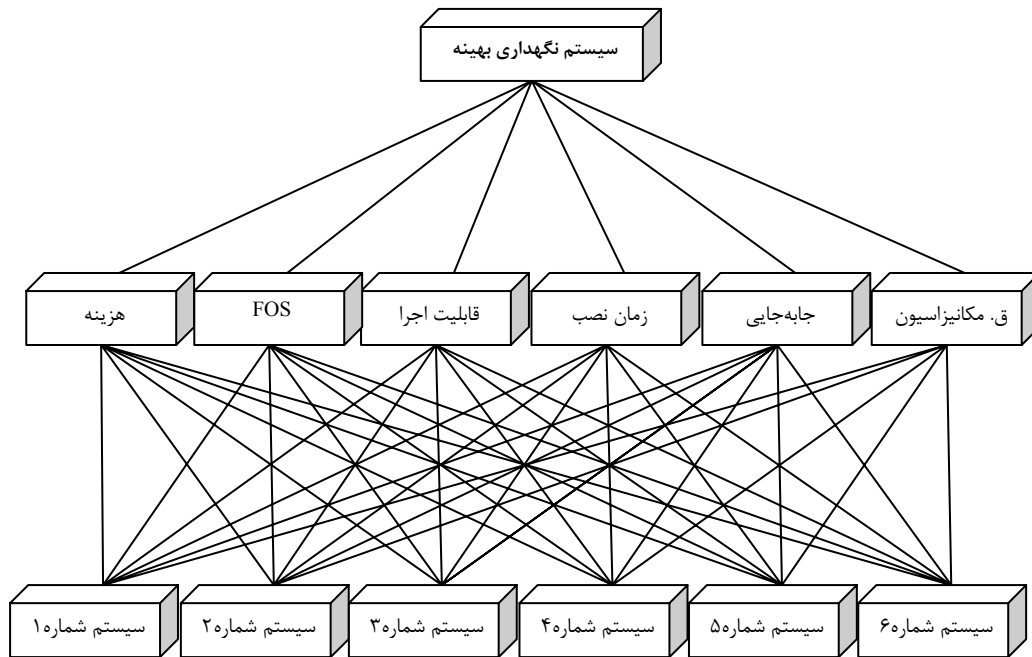 سیستم نگهداری بهینه
ق. مکانیزاسیون
جابه‌جایی
زمان نصب
قابلیت اجرا
FOS
هزینه
سیستم شماره۶
سیستم شماره۵
سیستم شماره۴
سیستم شماره۳
سیستم شماره۲
سیستم شماره۱